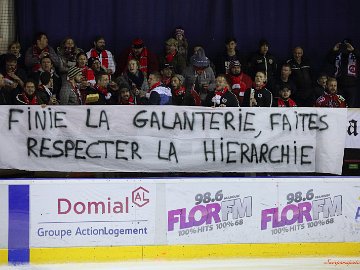 FINIE LA GALANTERIE, FAITES
RESPECTER LA HIERARCHIE
Domial
Groupe ActionLogement
98.6
FLOR FM
100% HITS 100% 68
98.6
FLOR FM
100% HITS 100% 68